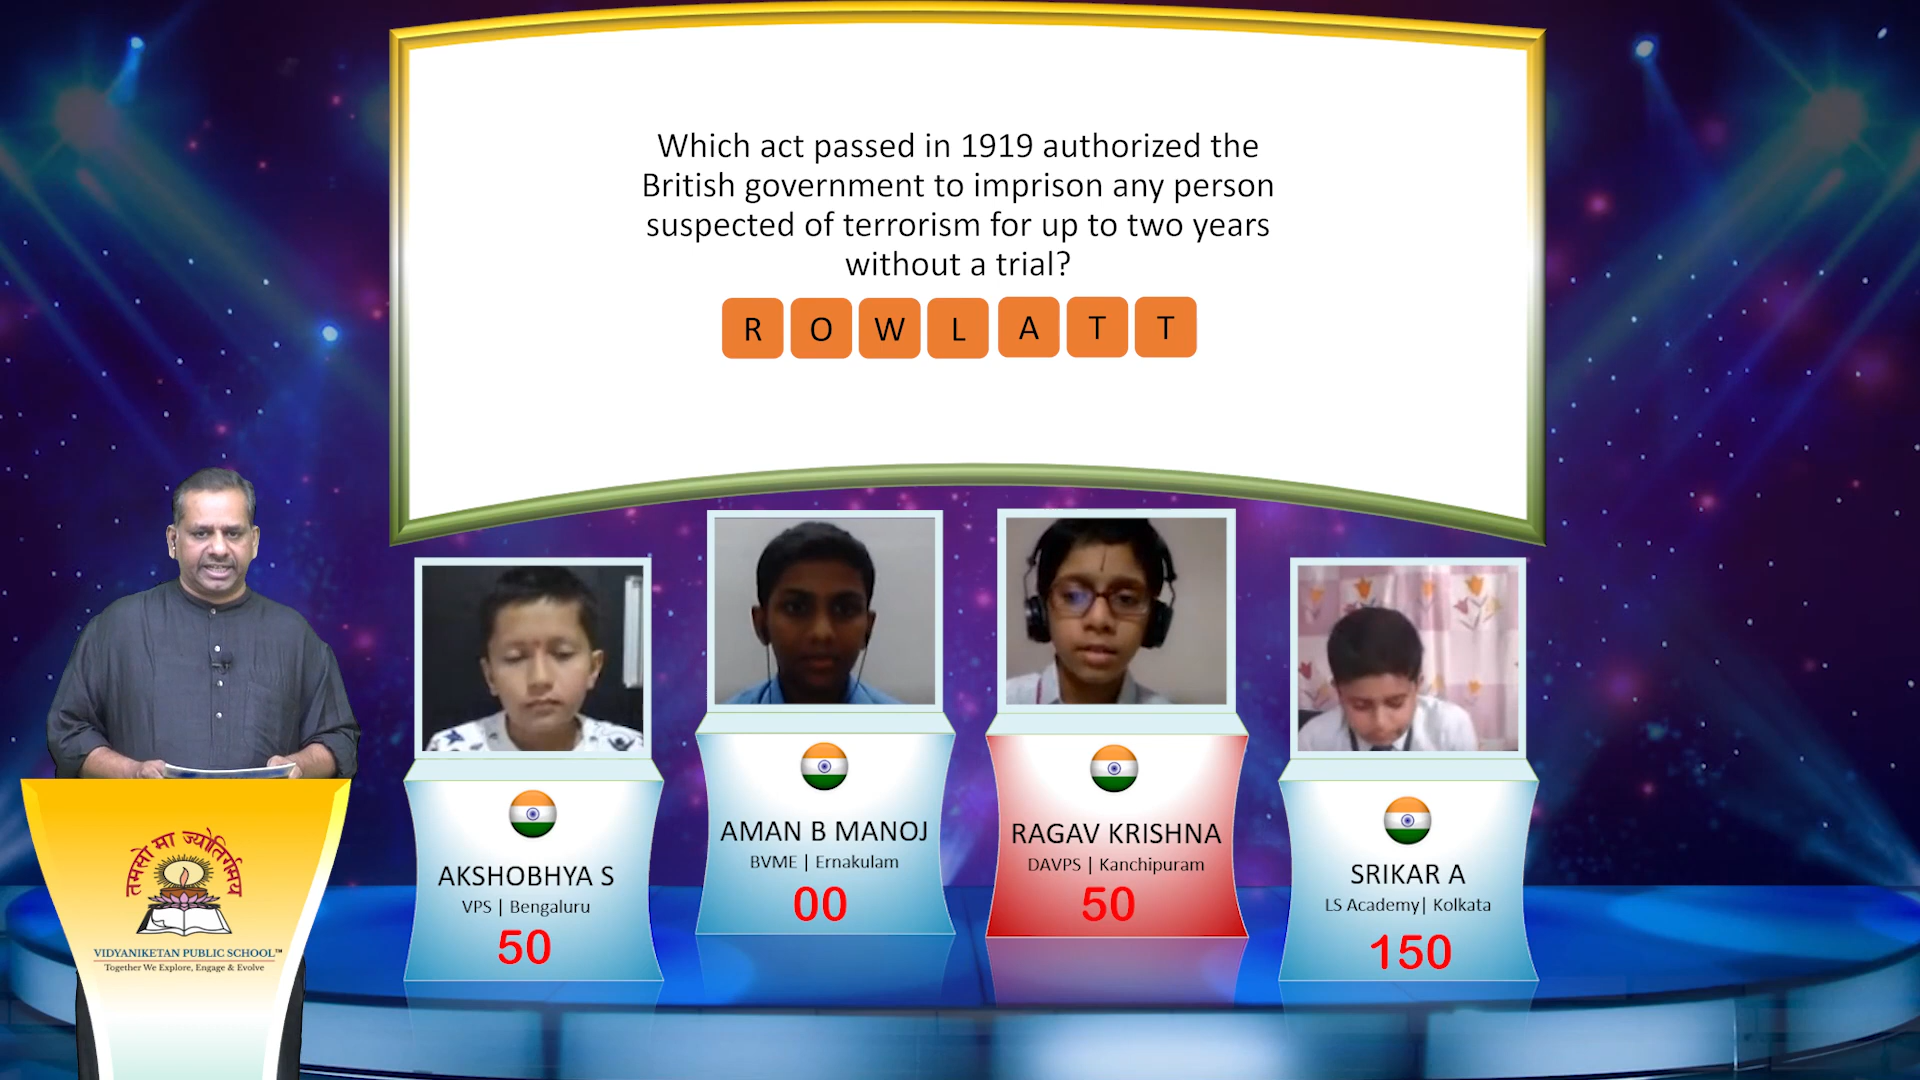 Which act passed in 1919 authorized the
British government to imprison any person
suspected of terrorism for up to two years
without a trial?
R O W L A T T
AKSHOBHYA S
VPS | Bengaluru
50
AMAN B MANOJ
BVME | Ernakulam
00
RAGAV KRISHNA
DAVPS | Kanchipuram
50
SRIKAR A
LS Academy| Kolkata
150
तमसो मा ज्योतिर्गमय
VIDYANIKETAN PUBLIC SCHOOL™
Together We Explore, Engage & Evolve